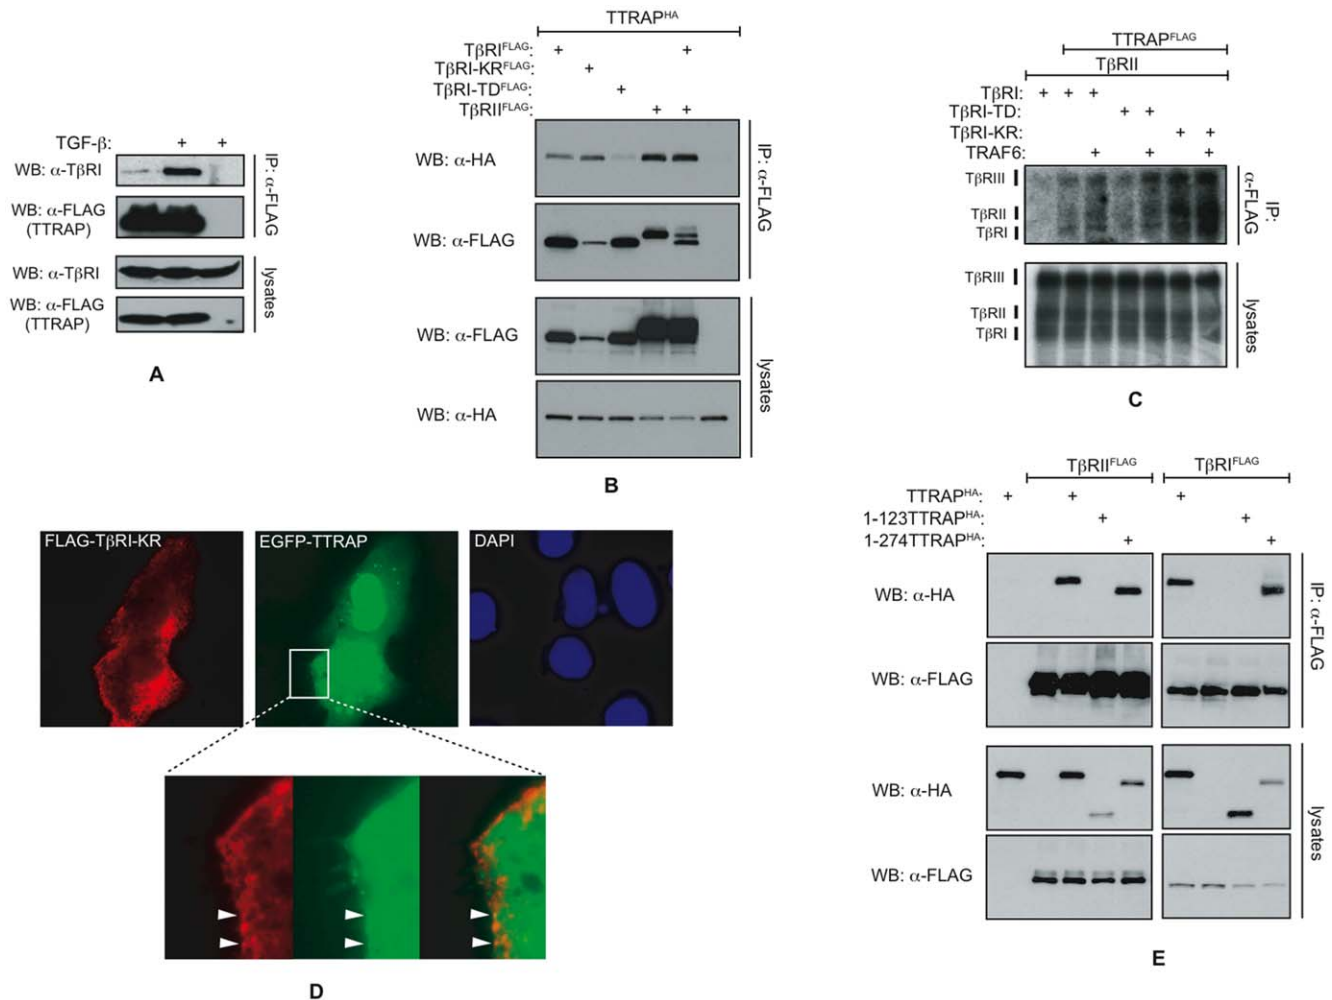 TGF-β: + +
WB: α-TβRI
WB: α-FLAG
(TTRAP)
IP: α-FLAG
WB: α-TβRI
WB: α-FLAG
(TTRAP)
lysates
A
TTRAPHA
TβRIFLAG: + +
TβRI-KRFLAG: +
TβRI-TDFLAG: +
TβRIIFLAG: + +
WB: α-HA
WB: α-FLAG
IP: α-FLAG
WB: α-FLAG
WB: α-HA
lysates
B
TTRAPFLAG
TβRII
TβRI: + + +
TβRI-TD: + +
TβRI-KR: + +
TRAF6: + + +
TβRIII
TβRII
TβRI
IP:
α-FLAG
TβRIII
TβRII
TβRI
lysates
C
FLAG-TβRI-KR
EGFP-TTRAP
DAPI
D
TβRIIFLAG
TβRIFLAG
TTRAPHA: + + +
1-123TTRAPHA: + +
1-274TTRAPHA: + +
WB: α-HA
WB: α-FLAG
IP: α-FLAG
WB: α-HA
WB: α-FLAG
lysates
E